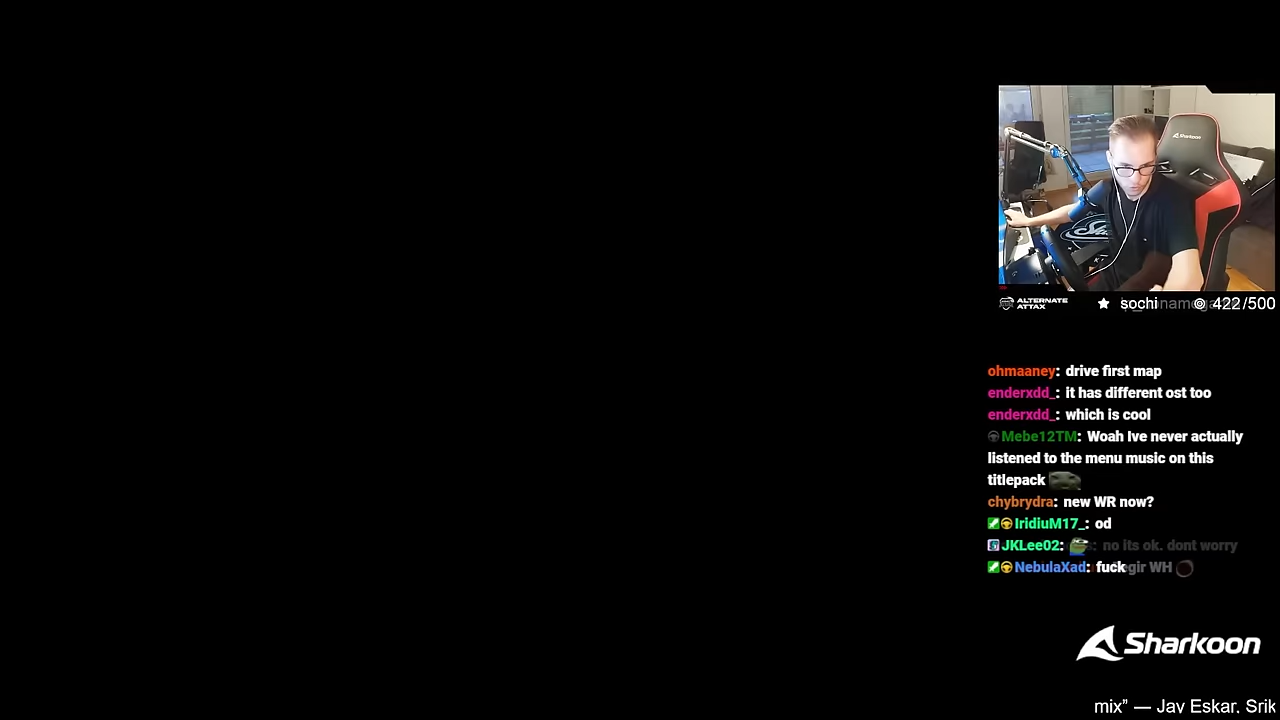 Sharkoon
ALTERNATE
ATTAX
sochi
422/500
ohmaaney: drive first map
enderxdd_: it has different ost too
enderxdd_: which is cool
Mebe12TM: Woah Ive never actually
listened to the menu music on this
titlepack
chybrydra: new WR now?
IridiuM17_: od
JKLee02: : no its ok. dont worry
NebulaXad: fuck
Sharkoon
mix” — Jav Eskar, Srik